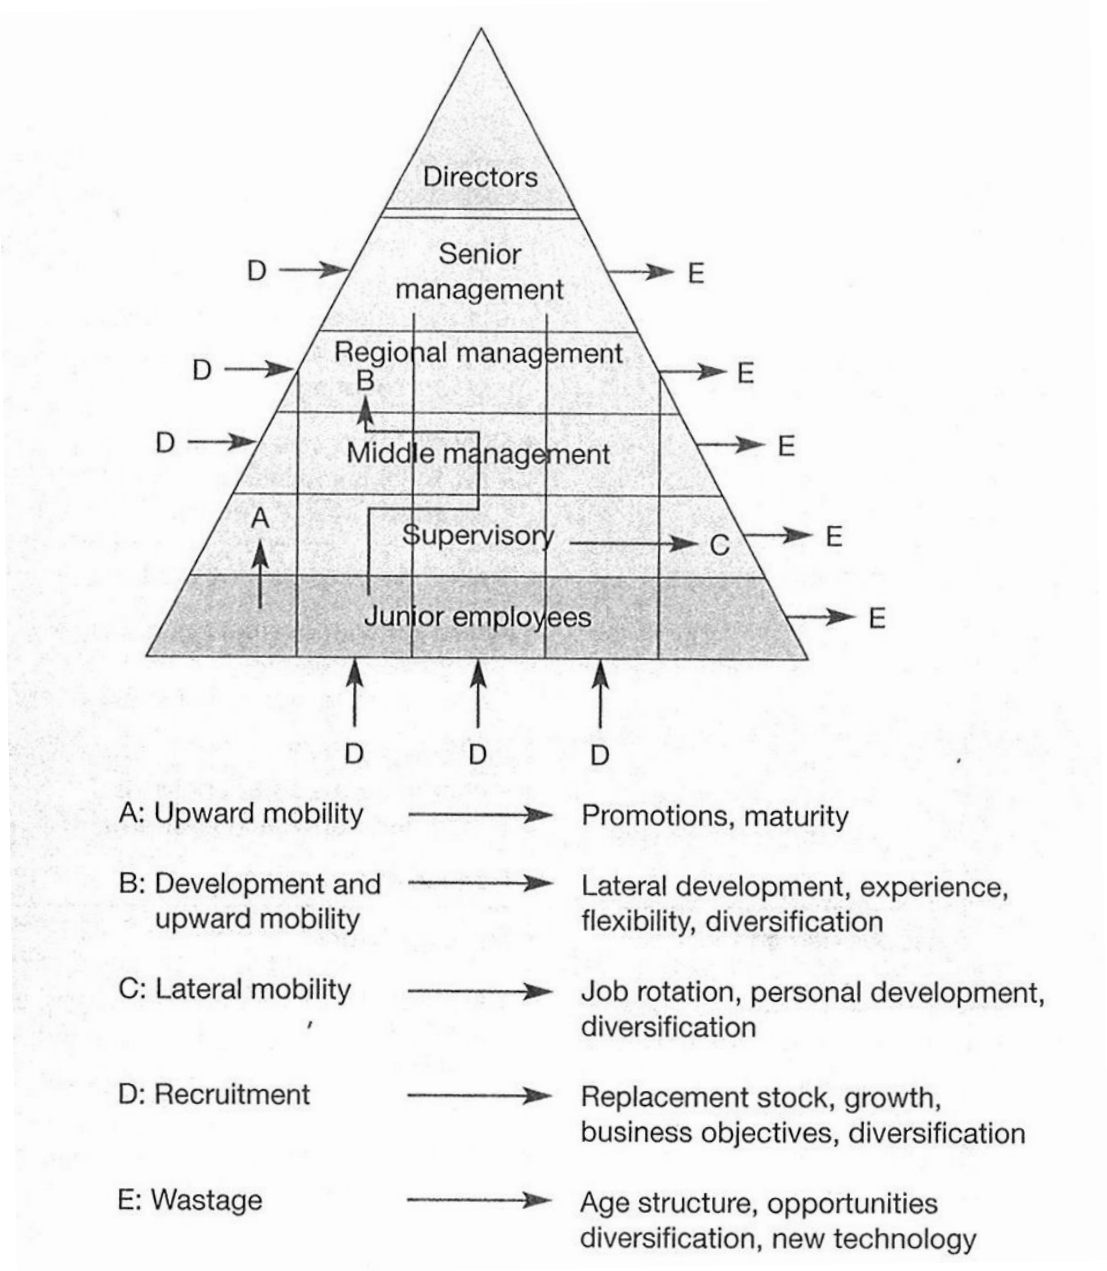 Directors
Senior
management
D
E
Regional management
D
E
B
D
Middle management
E
A
Supervisory
C
E
Junior employees
E
D
D
D
A: Upward mobility
Promotions, maturity
B: Development and
upward mobility
Lateral development, experience,
flexibility, diversification
C: Lateral mobility
Job rotation, personal development,
diversification
D: Recruitment
Replacement stock, growth,
business objectives, diversification
E: Wastage
Age structure, opportunities
diversification, new technology